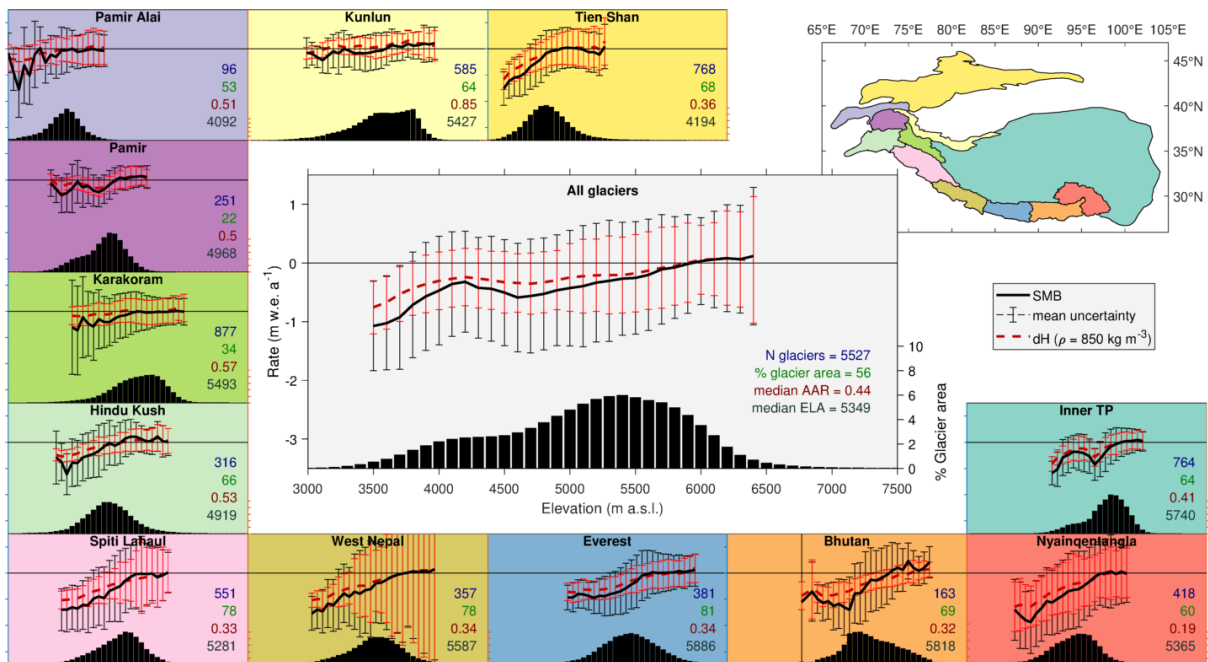 Pamir Alai
96
53
0.51
4092
Kunlun
585
64
0.85
5427
Tien Shan
768
68
0.36
4194
65°E 70°E 75°E 80°E 85°E 90°E 95°E 100°E 105°E
45°N
40°N
35°N
30°N
Pamir
251
22
0.5
4968
Karakoram
877
34
0.57
5493
Hindu Kush
316
66
0.53
4919
All glaciers
1
0
-1
-2
-3
Rate (m w.e. a⁻¹)
N glaciers = 5527
% glacier area = 56
median AAR = 0.44
median ELA = 5349
10
8
6
4
2
0
% Glacier area
3000 3500 4000 4500 5000 5500 6000 6500 7000 7500
Elevation (m a.s.l.)
SMB
mean uncertainty
dH (ρ = 850 kg m⁻³)
Inner TP
764
64
0.41
5740
Spiti Lahaul
551
78
0.33
5281
West Nepal
357
78
0.34
5587
Everest
381
81
0.34
5886
Bhutan
163
69
0.32
5818
Nyainqentangla
418
60
0.19
5365